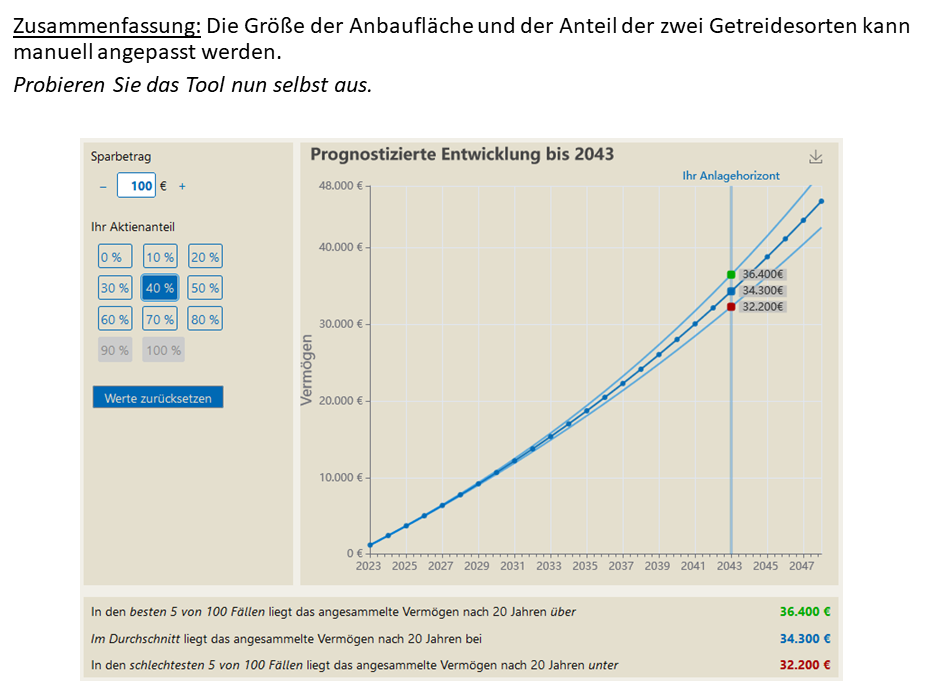 Zusammenfassung: Die Größe der Anbaufläche und der Anteil der zwei Getreidesorten kann
manuell angepasst werden.
Probieren Sie das Tool nun selbst aus.
Sparbetrag
– 100 € +
Ihr Aktienanteil
0 % 10 % 20 %
30 % 40 % 50 %
60 % 70 % 80 %
90 % 100 %
Werte zurücksetzen
Prognostizierte Entwicklung bis 2043
Ihr Anlagehorizont
Vermögen
48.000 €
40.000 €
30.000 €
20.000 €
10.000 €
0 €
36.400€
34.300€
32.200€
2023 2025 2027 2029 2031 2033 2035 2037 2039 2041 2043 2045 2047
In den besten 5 von 100 Fällen liegt das angesammelte Vermögen nach 20 Jahren über 36.400 €
Im Durchschnitt liegt das angesammelte Vermögen nach 20 Jahren bei 34.300 €
In den schlechtesten 5 von 100 Fällen liegt das angesammelte Vermögen nach 20 Jahren unter 32.200 €